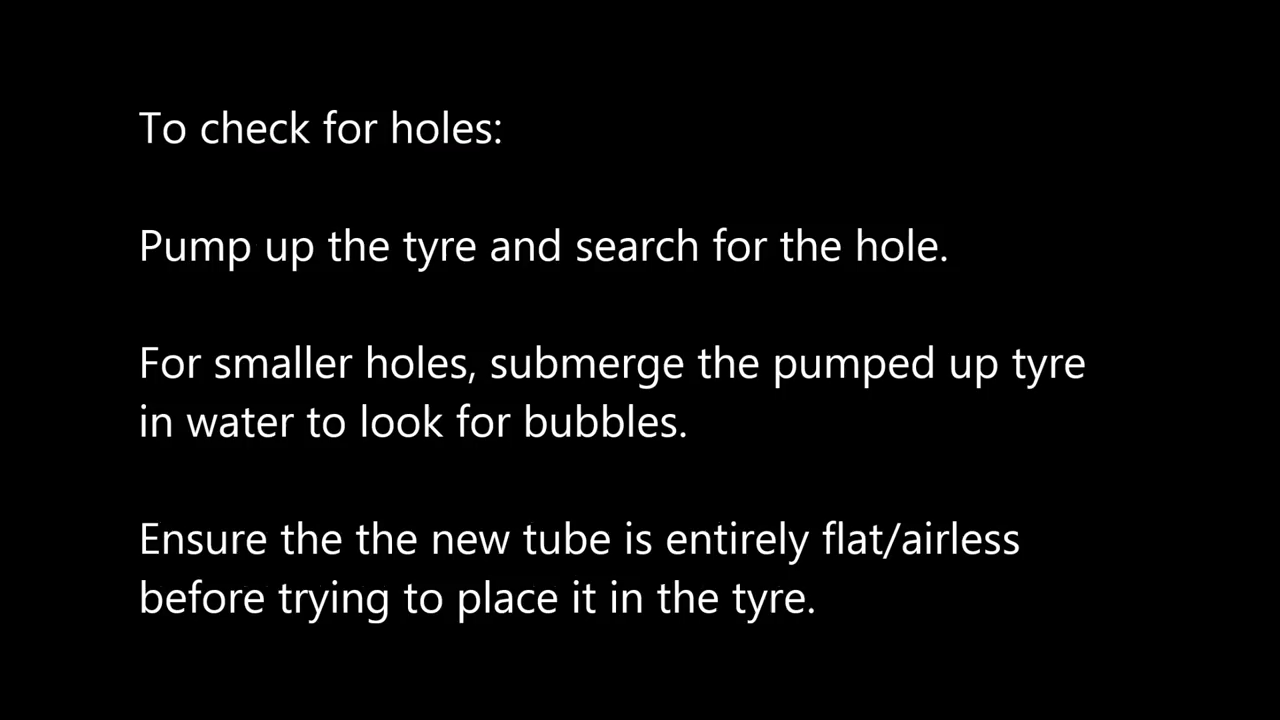 To check for holes:
Pump up the tyre and search for the hole.
For smaller holes, submerge the pumped up tyre
in water to look for bubbles.
Ensure the the new tube is entirely flat/airless
before trying to place it in the tyre.